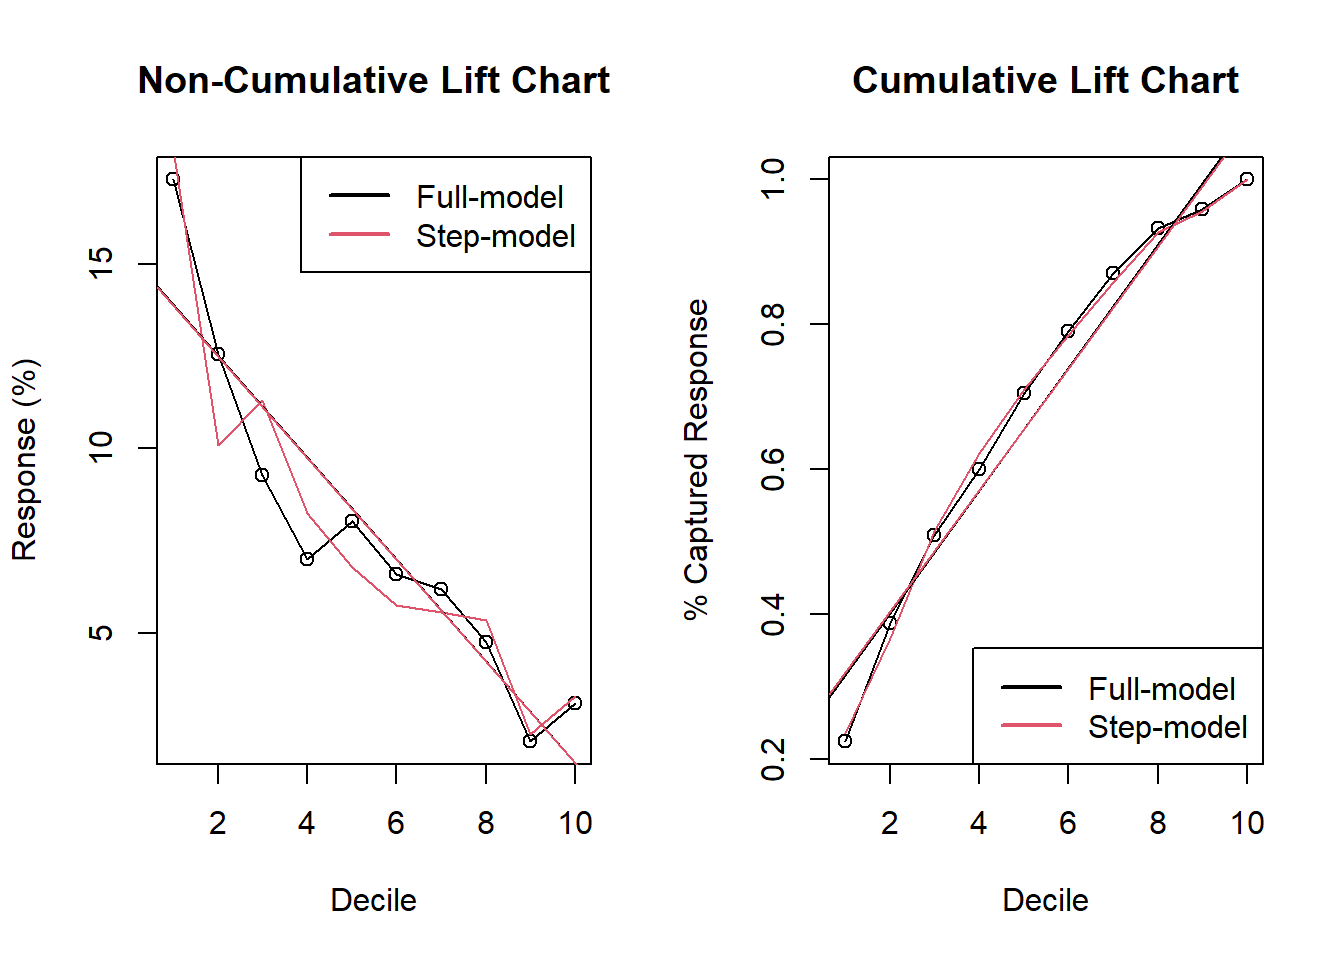 Non-Cumulative Lift Chart
Full-model
Step-model
15
10
5
Response (%)
2 4 6 8 10
Decile
Cumulative Lift Chart
1.0
0.8
0.6
0.4
0.2
% Captured Response
Full-model
Step-model
2 4 6 8 10
Decile